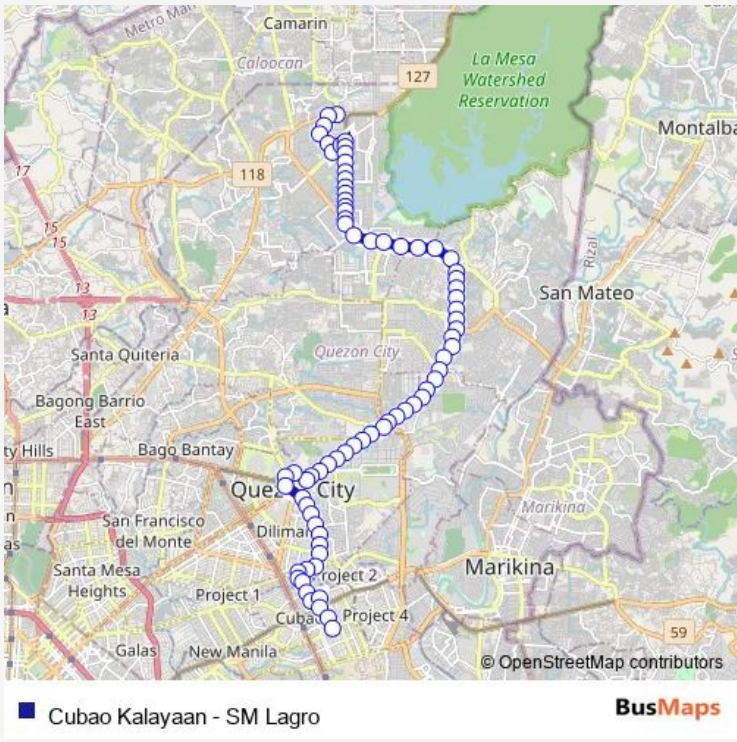 Camarin
Metro Man
Caloocan
127
La Mesa
Watershed
Reservation
Montalba
118
17
15
15
Rizal
13
13
San Mateo
Santa Quiteria
Quezon City
Bagong Barrio
East
ty Hills
Bago Bantay
Quezon City
San Francisco
del Monte
Diliman
Marikina
Santa Mesa
Heights
Project 2
Marikina
Project 1
Cubao
Project 4
59
Galas
New Manila
© OpenStreetMap contributors
Cubao Kalayaan - SM Lagro
BusMaps